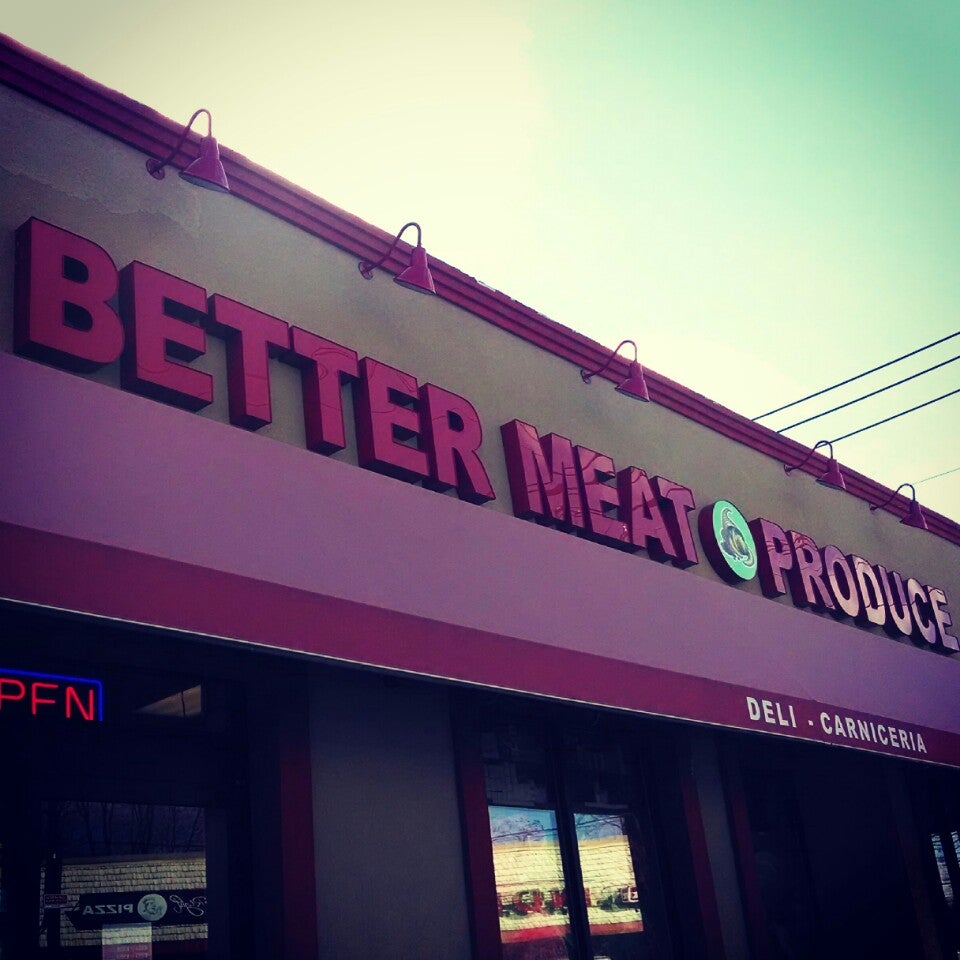 BETTER MEAT PRODUCE
DELI - CARNICERIA
PEN
PIZZA